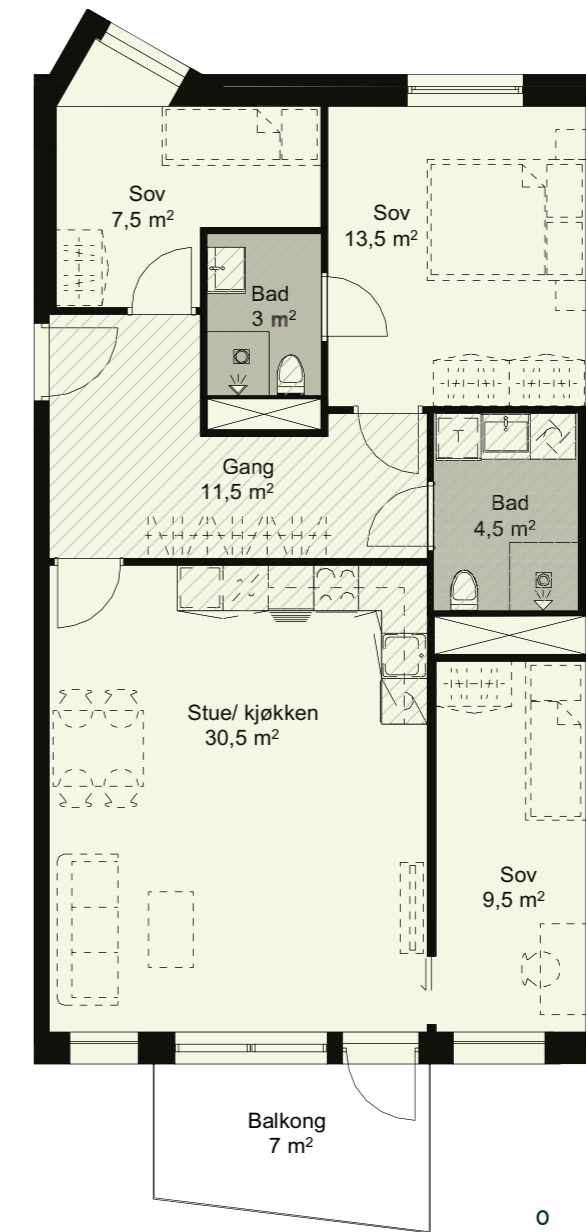 Sov
7,5 m²
Sov
13,5 m²
Bad
3 m²
Gang
11,5 m²
T
Bad
4,5 m²
Stue/ kjøkken
30,5 m²
Sov
9,5 m²
Balkong
7 m²
O